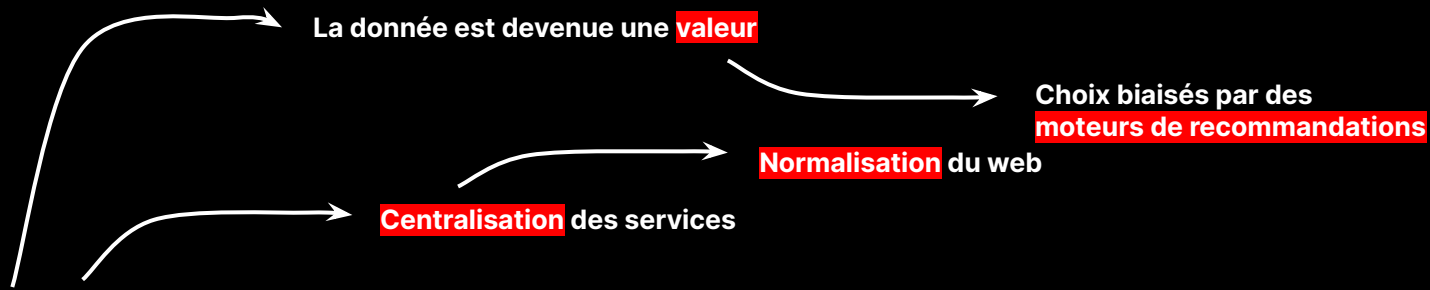 La donnée est devenue une valeur
Choix biaisés par des
moteurs de recommandations
Normalisation du web
Centralisation des services